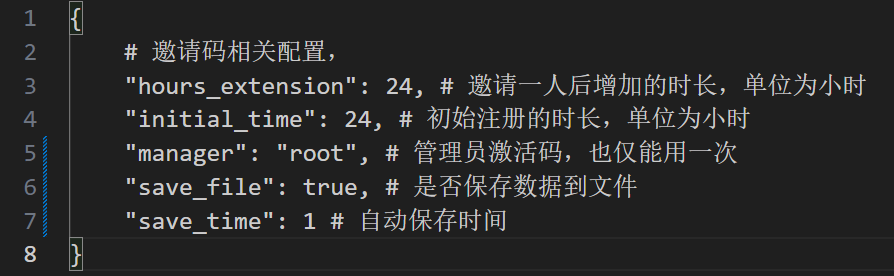 1 {
2 # 邀请码相关配置，
3 "hours_extension": 24, # 邀请一人后增加的时长，单位为小时
4 "initial_time": 24, # 初始注册的时长，单位为小时
5 "manager": "root", # 管理员激活码，也仅能用一次
6 "save_file": true, # 是否保存数据到文件
7 "save_time": 1 # 自动保存时间
8 }